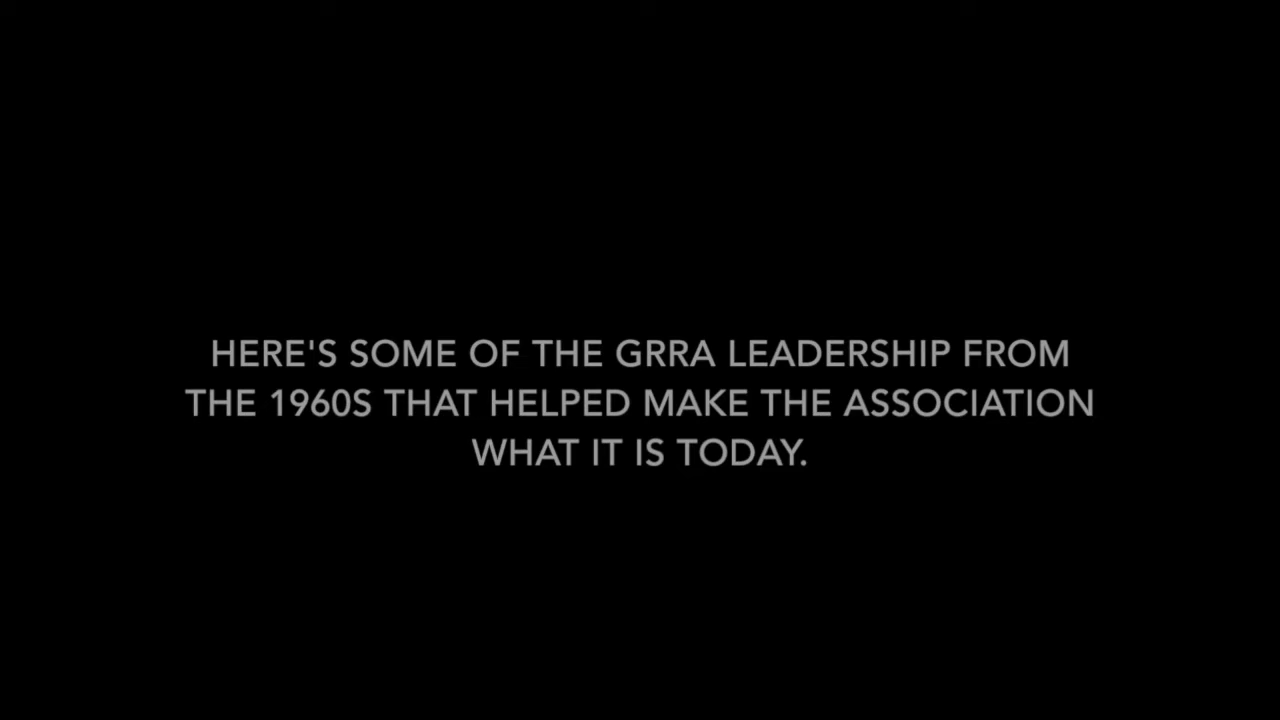 HERE'S SOME OF THE GRRA LEADERSHIP FROM
THE 1960S THAT HELPED MAKE THE ASSOCIATION
WHAT IT IS TODAY.